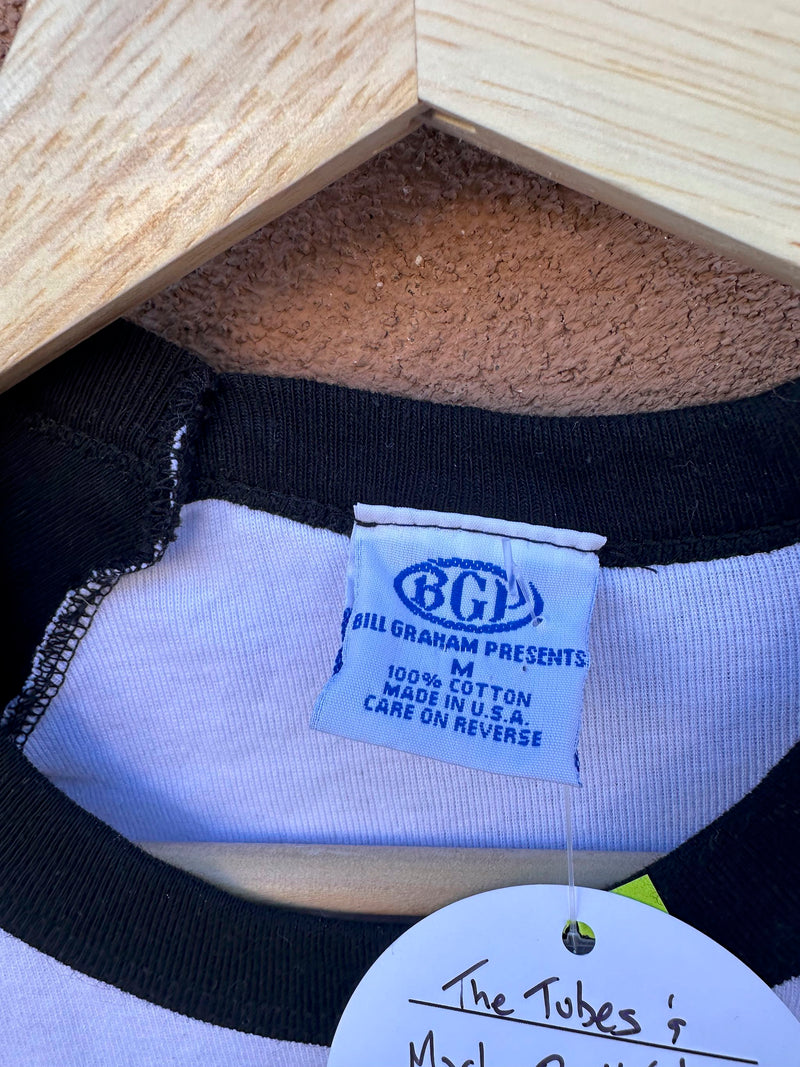 BGP
BILL GRAHAM PRESENTS
M
100% COTTON
MADE IN U.S.A.
CARE ON REVERSE
The Tubes &